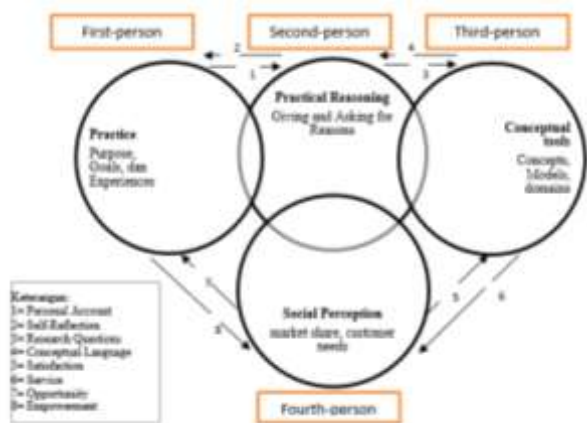 First-person
Second-person
Third-person
2
4
1
3
Practical Reasoning
Giving and Asking for
Reasons
Practice
Purpose,
Goals, dan
Experiences
Conceptual
tools
Concepts,
Models,
domains
7
8
5
6
Social Perception
market share, customer
needs
Keterangan:
1= Personal Account
2= Self-Reflection
3= Research Questions
4= Conceptual Language
5= Satisfaction
6= Service
7= Opportunity
8= Empowerment
Fourth-person